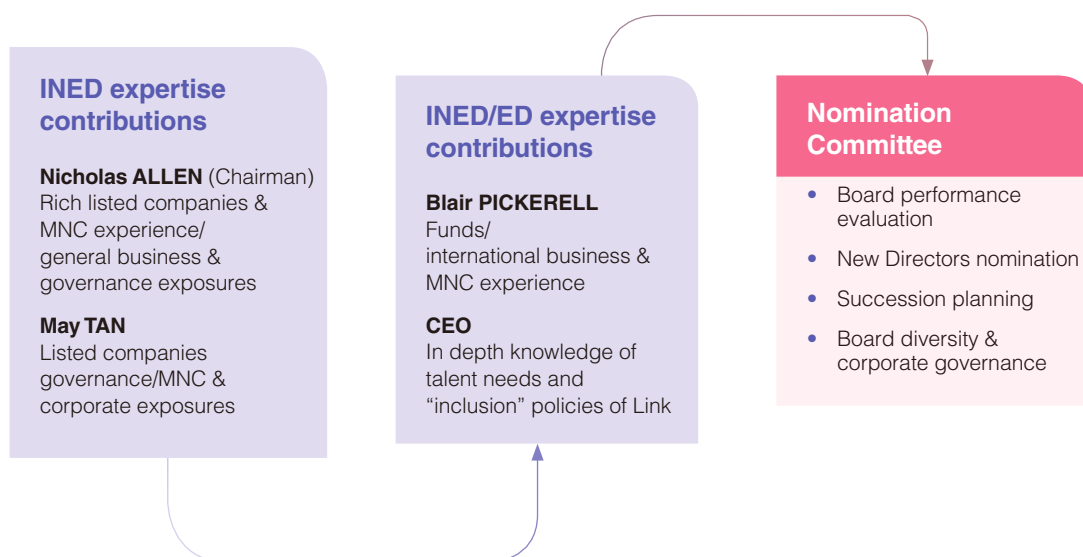 INED expertise
contributions
Nicholas ALLEN (Chairman)
Rich listed companies &
MNC experience/
general business &
governance exposures
May TAN
Listed companies
governance/MNC &
corporate exposures
INED/ED expertise
contributions
Blair PICKERELL
Funds/
international business &
MNC experience
CEO
In depth knowledge of
talent needs and
“inclusion” policies of Link
Nomination
Committee
• Board performance
evaluation
• New Directors nomination
• Succession planning
• Board diversity &
corporate governance